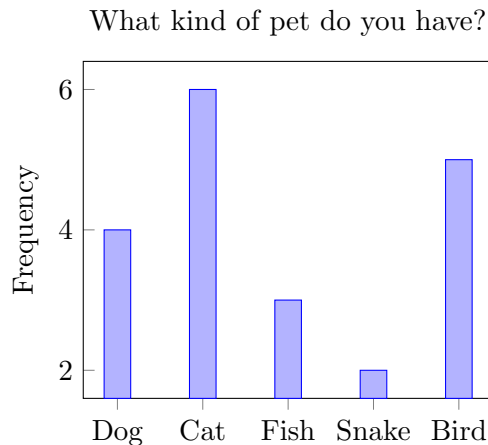 What kind of pet do you have?
6
4
2
Frequency
Dog Cat Fish Snake Bird